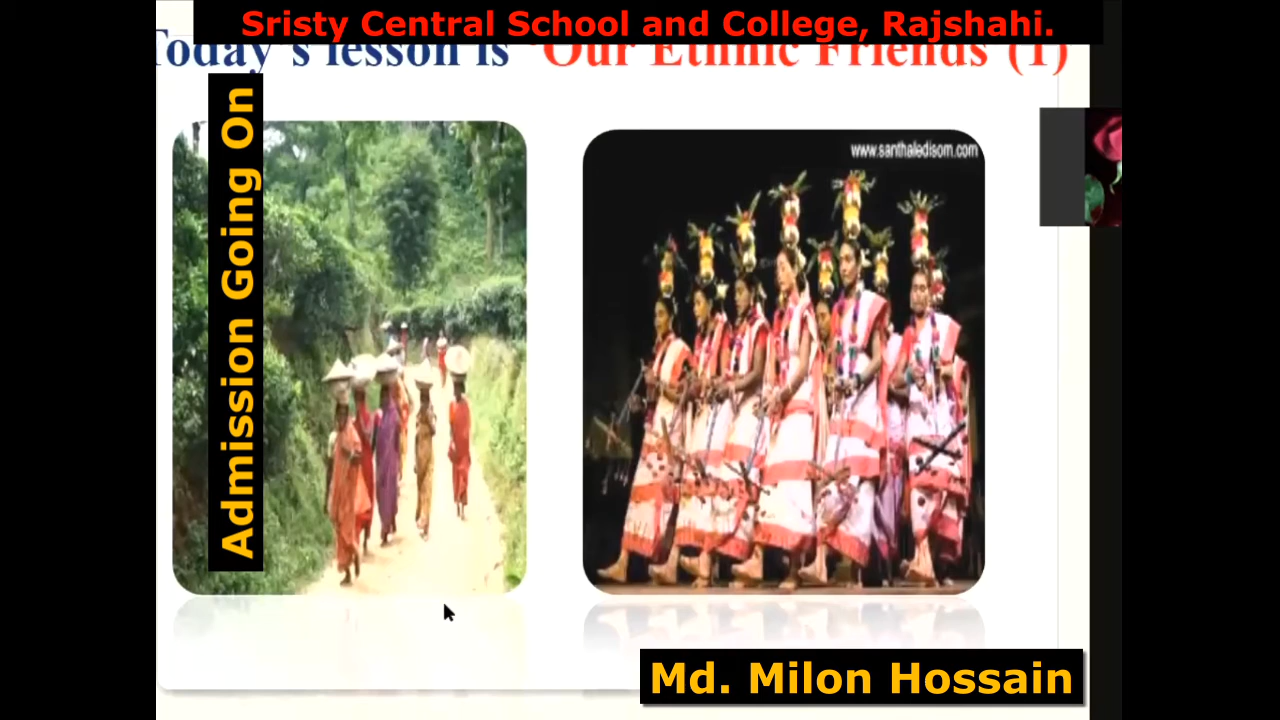 Sristy Central School and College, Rajshahi.
Today's lesson is "Our Ethnic Friends (1)
www.santhaledisom.com
Admission Going On
Md. Milon Hossain